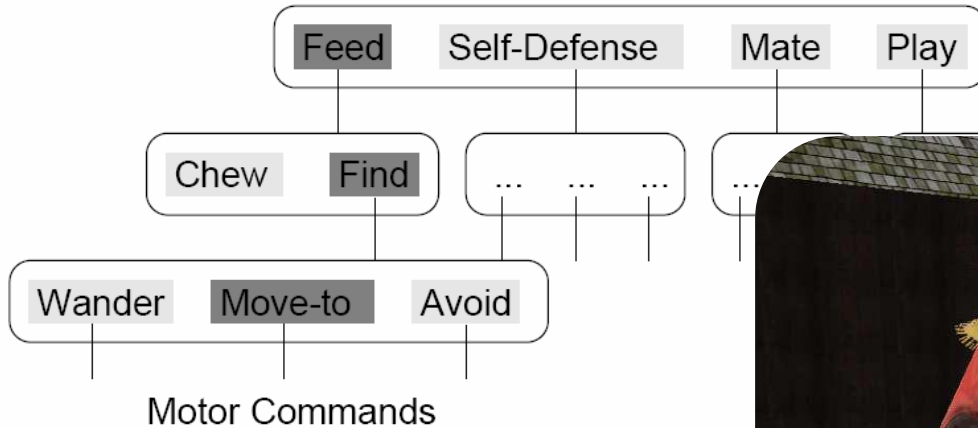 Feed Self-Defense Mate Play
Chew Find ... ... ... ...
Wander Move-to Avoid
Motor Commands